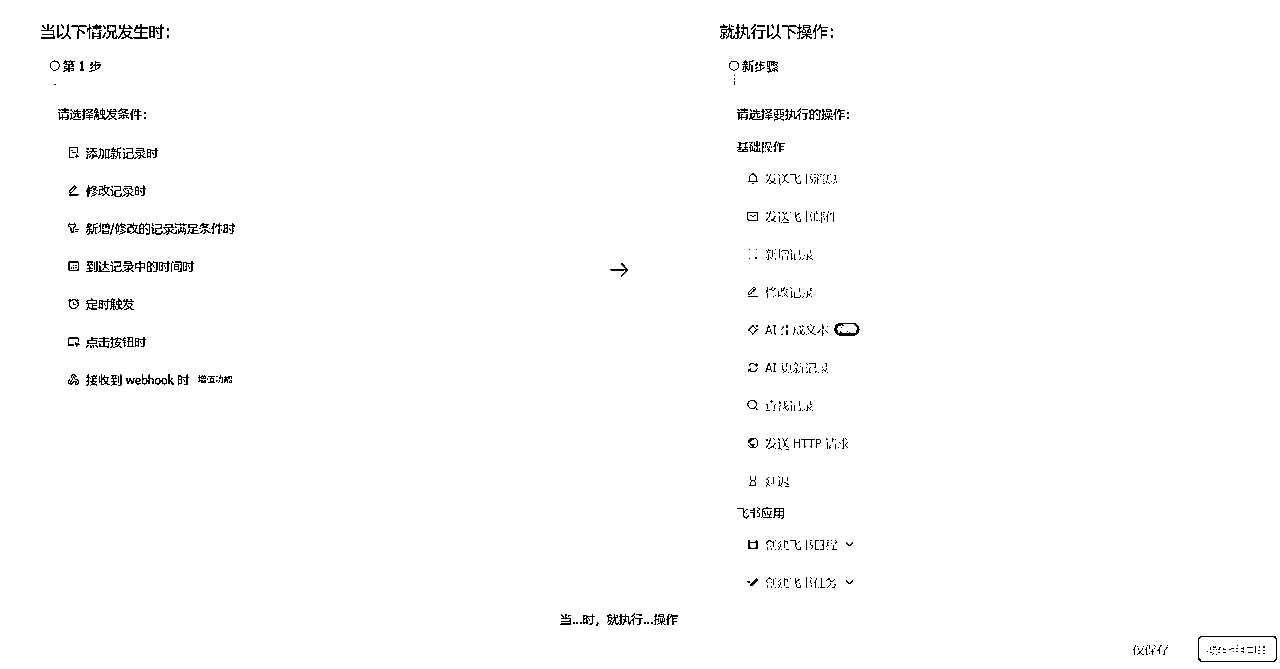 当以下情况发生时：
第 1 步
请选择触发条件：
添加新记录时
修改记录时
新增/修改的记录满足条件时
到达记录中的时间时
定时触发
点击按钮时
接收到 webhook 时 增值功能
就执行以下操作：
新步骤
请选择要执行的操作：
基础操作
发送飞书消息
发送飞书邮件
新增记录
修改记录
AI 生成文本
AI 更新记录
查找记录
发送 HTTP 请求
延迟
飞书应用
创建飞书日程
创建飞书任务
当...时，就执行...操作
仅保存